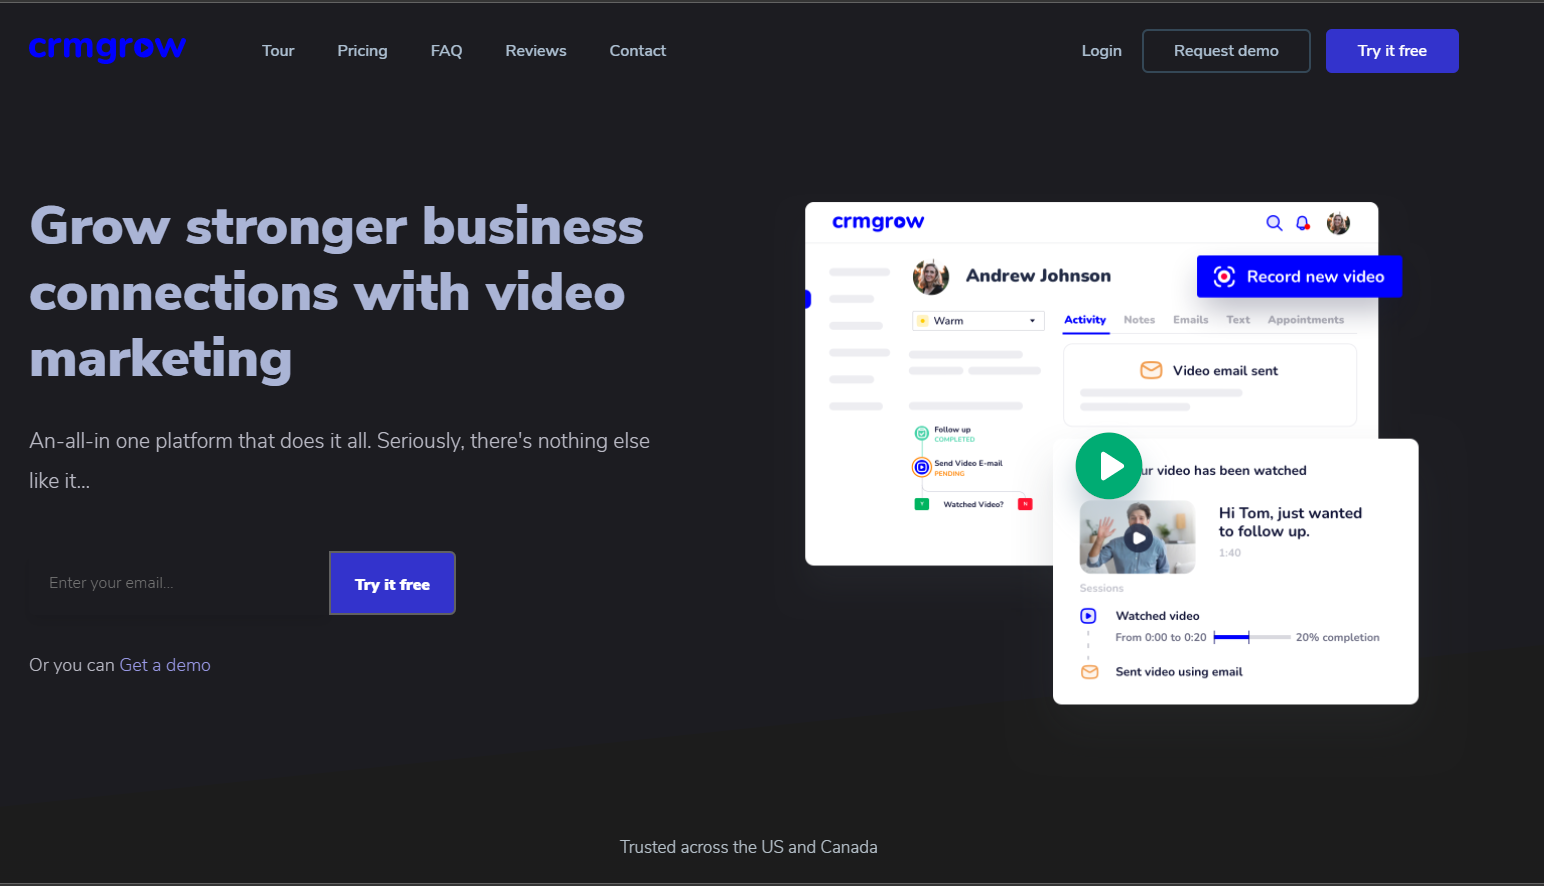 crmgrow
Tour Pricing FAQ Reviews Contact
Login Request demo Try it free
Grow stronger business
connections with video
marketing
An-all-in one platform that does it all. Seriously, there's nothing else
like it...
Enter your email...
Try it free
Or you can Get a demo
crmgrow
Andrew Johnson
Record new video
Warm
Activity Notes Emails Text Appointments
Video email sent
Follow up
COMPLETED
Send Video E-mail
PENDING
Y Watched Video? N
ur video has been watched
Hi Tom, just wanted
to follow up.
1:40
Sessions
Watched video
From 0:00 to 0:20 20% completion
Sent video using email
Trusted across the US and Canada